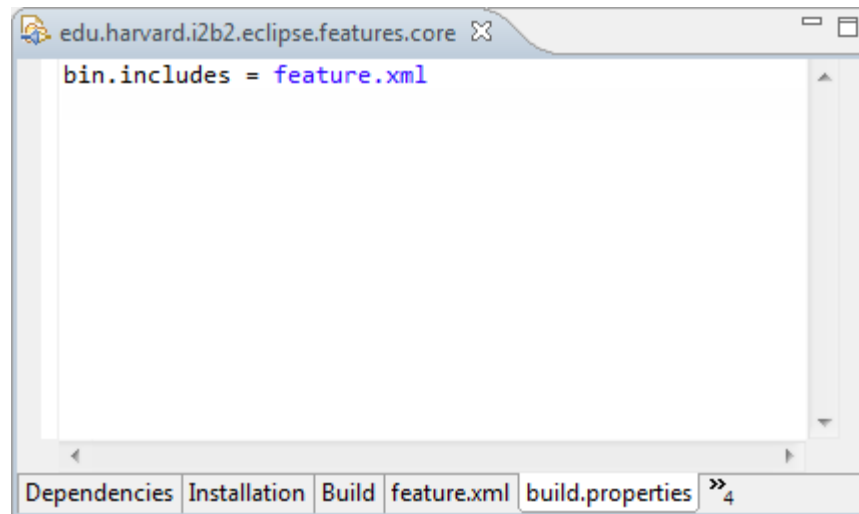 edu.harvard.i2b2.eclipse.features.core
bin.includes = feature.xml
Dependencies Installation Build feature.xml build.properties »4